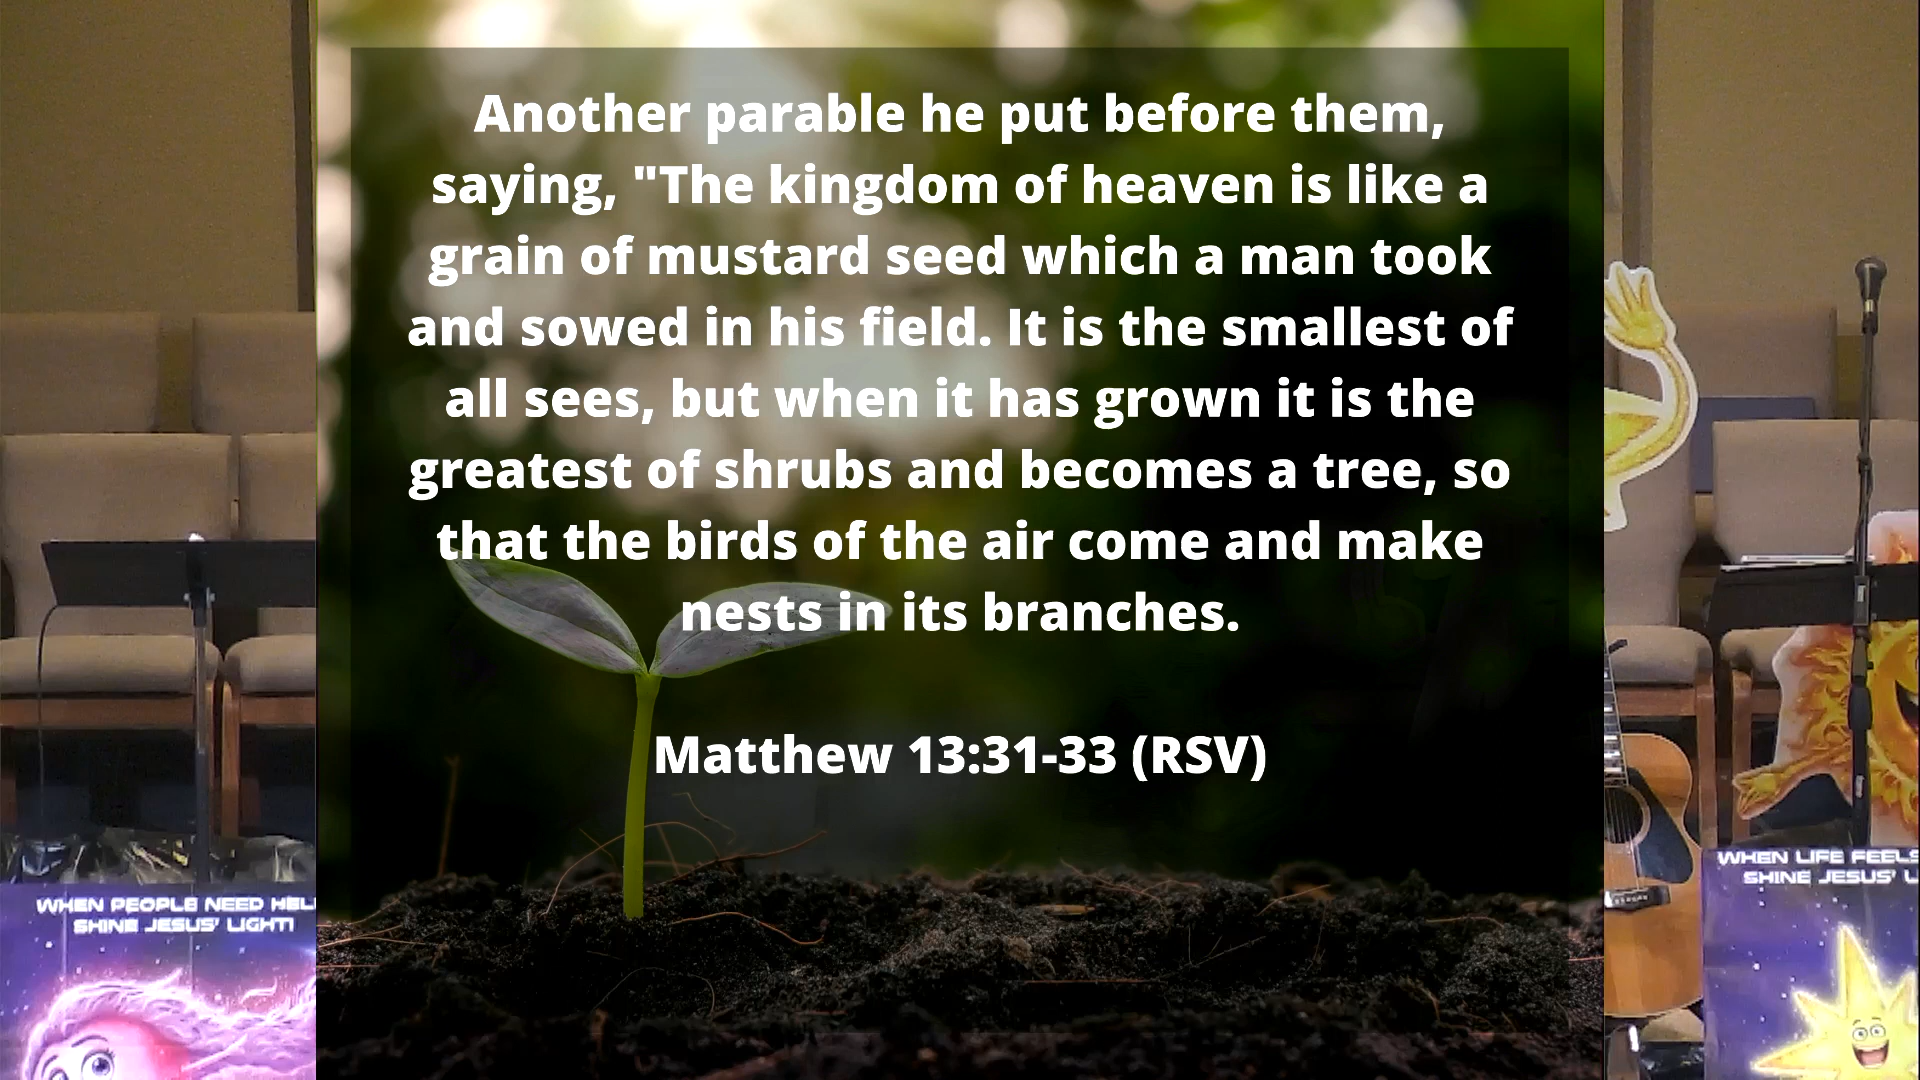 Another parable he put before them,
saying, "The kingdom of heaven is like a
grain of mustard seed which a man took
and sowed in his field. It is the smallest of
all sees, but when it has grown it is the
greatest of shrubs and becomes a tree, so
that the birds of the air come and make
nests in its branches.
Matthew 13:31-33 (RSV)
WHEN PEOPLE NEED HEL
SHINE JESUS' LIGHT!
WHEN LIFE FEELS
SHINE JESUS' L